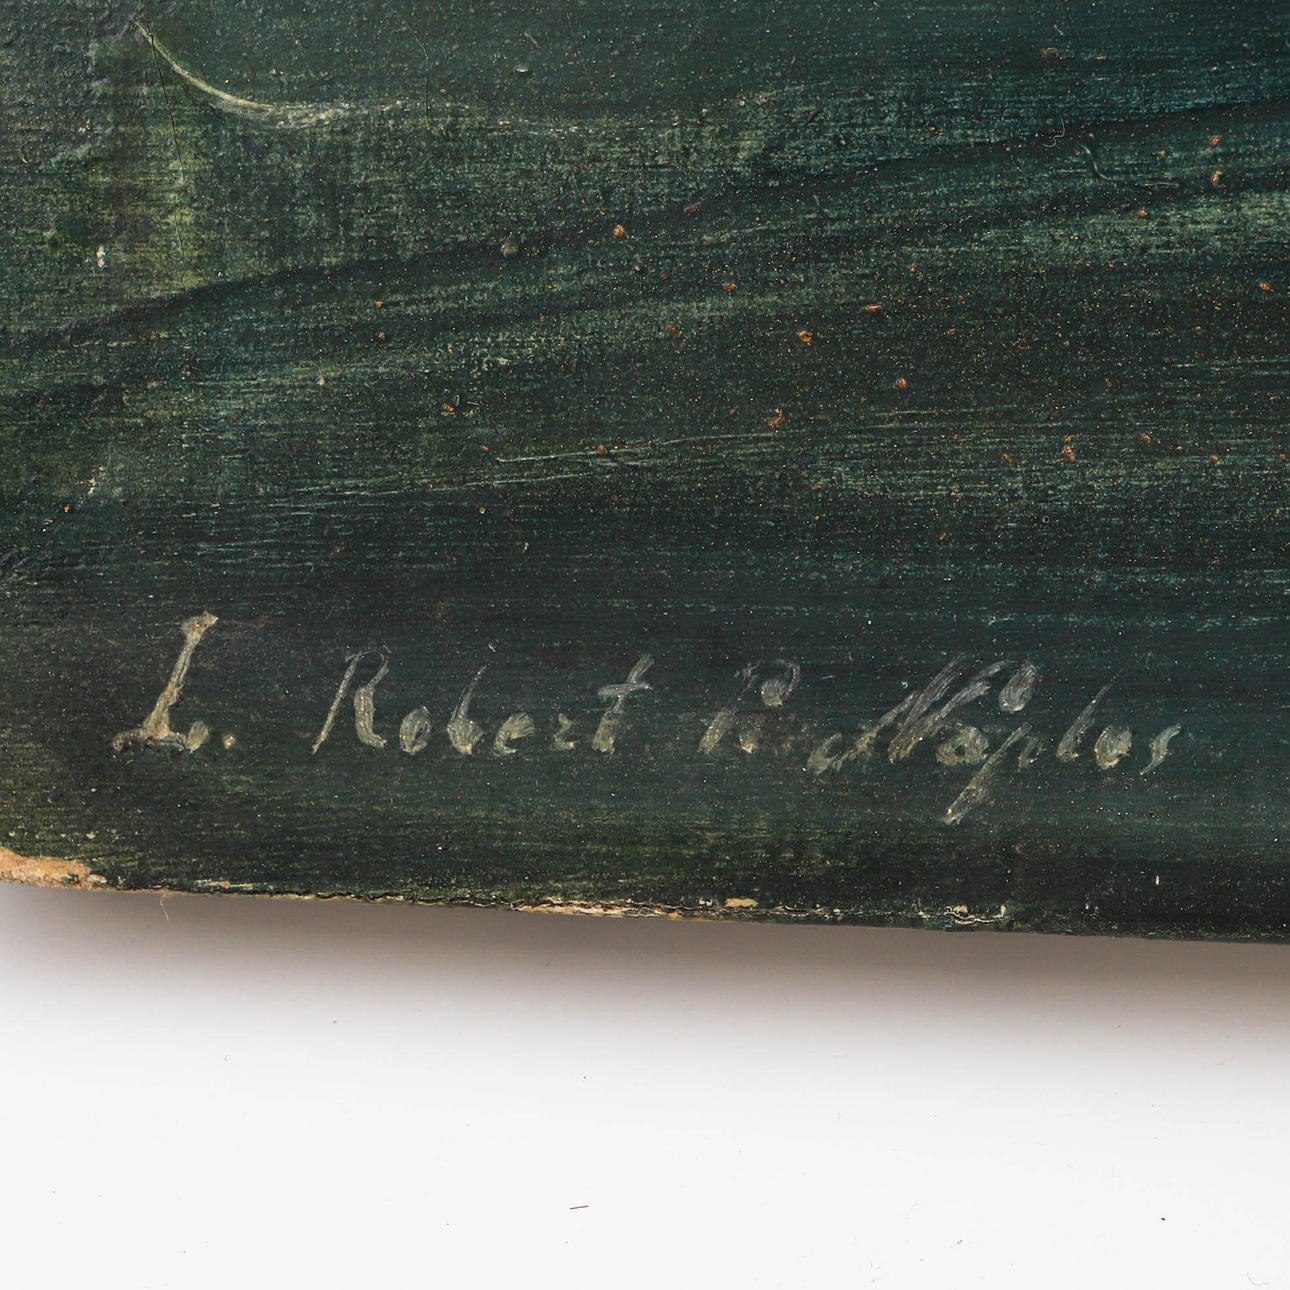 L. Robert P. Naples